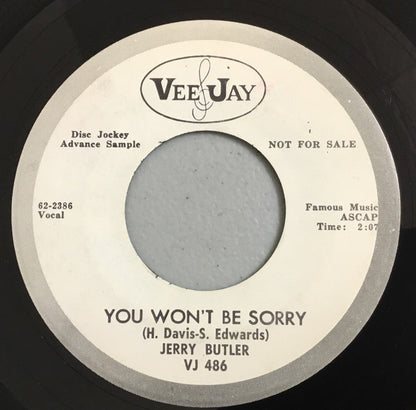 VEE JAY
Disc Jockey
Advance Sample
NOT FOR SALE
62-2386
Vocal
Famous Music
ASCAP
Time: 2:07
YOU WON'T BE SORRY
(H. Davis-S. Edwards)
JERRY BUTLER
VJ 486